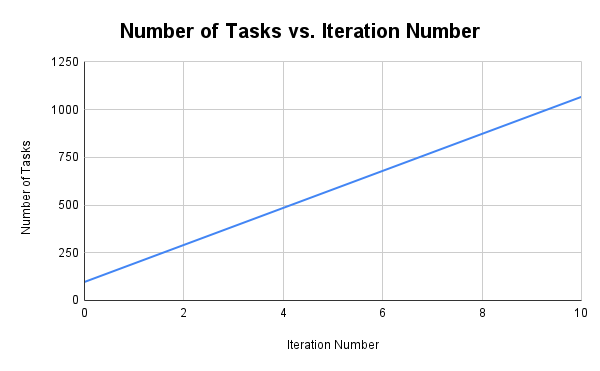 Number of Tasks vs. Iteration Number
Number of Tasks
1250
1000
750
500
250
0
0 2 4 6 8 10
Iteration Number